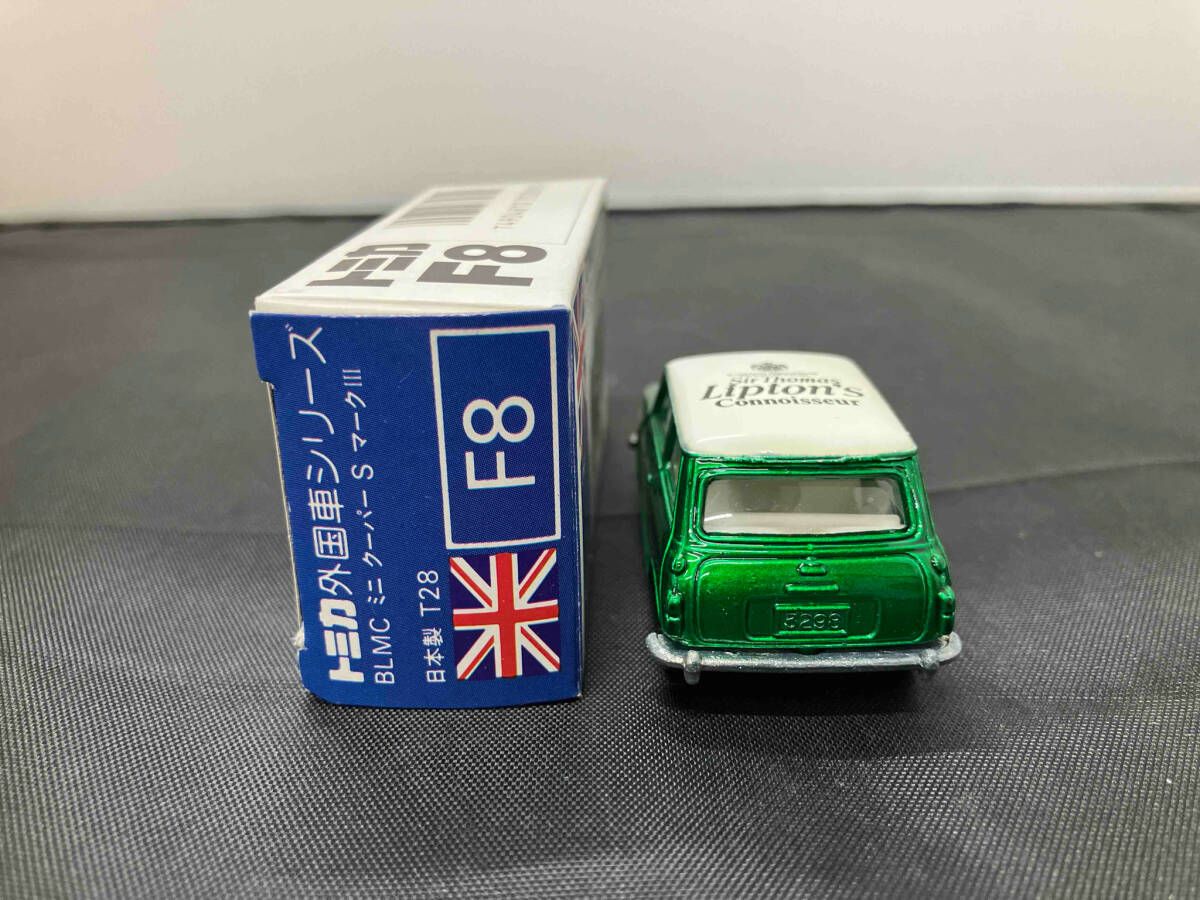 トミカ
F8
トミカ外国車シリーズ
BLMC ミニ クーパーS マークIII
日本製 T28
F8
Sir Thomas
Lipton's
Connoisseur
5298